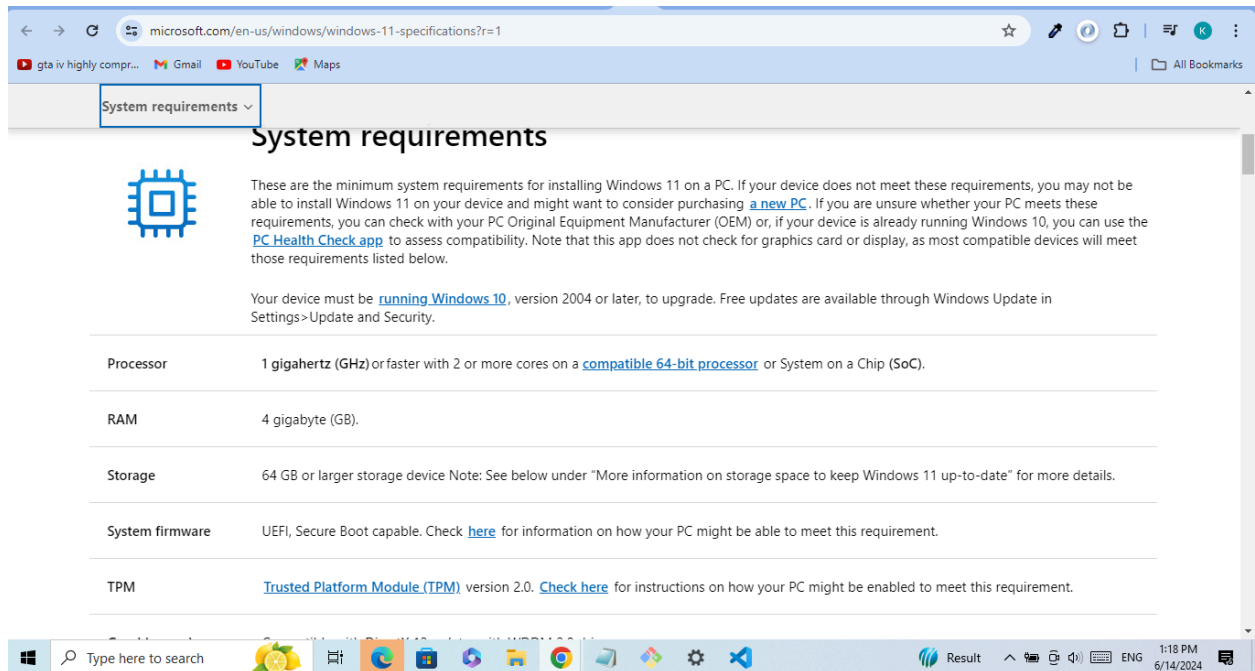 microsoft.com/en-us/windows/windows-11-specifications?r=1
K
gta iv highly compr... Gmail YouTube Maps All Bookmarks
System requirements
System requirements
These are the minimum system requirements for installing Windows 11 on a PC. If your device does not meet these requirements, you may not be
able to install Windows 11 on your device and might want to consider purchasing a new PC. If you are unsure whether your PC meets these
requirements, you can check with your PC Original Equipment Manufacturer (OEM) or, if your device is already running Windows 10, you can use the
PC Health Check app to assess compatibility. Note that this app does not check for graphics card or display, as most compatible devices will meet
those requirements listed below.
Your device must be running Windows 10, version 2004 or later, to upgrade. Free updates are available through Windows Update in
Settings>Update and Security.
Processor 1 gigahertz (GHz) or faster with 2 or more cores on a compatible 64-bit processor or System on a Chip (SoC).
RAM 4 gigabyte (GB).
Storage 64 GB or larger storage device Note: See below under “More information on storage space to keep Windows 11 up-to-date” for more details.
System firmware UEFI, Secure Boot capable. Check here for information on how your PC might be able to meet this requirement.
TPM Trusted Platform Module (TPM) version 2.0. Check here for instructions on how your PC might be enabled to meet this requirement.
Type here to search Result ENG 1:18 PM
6/14/2024